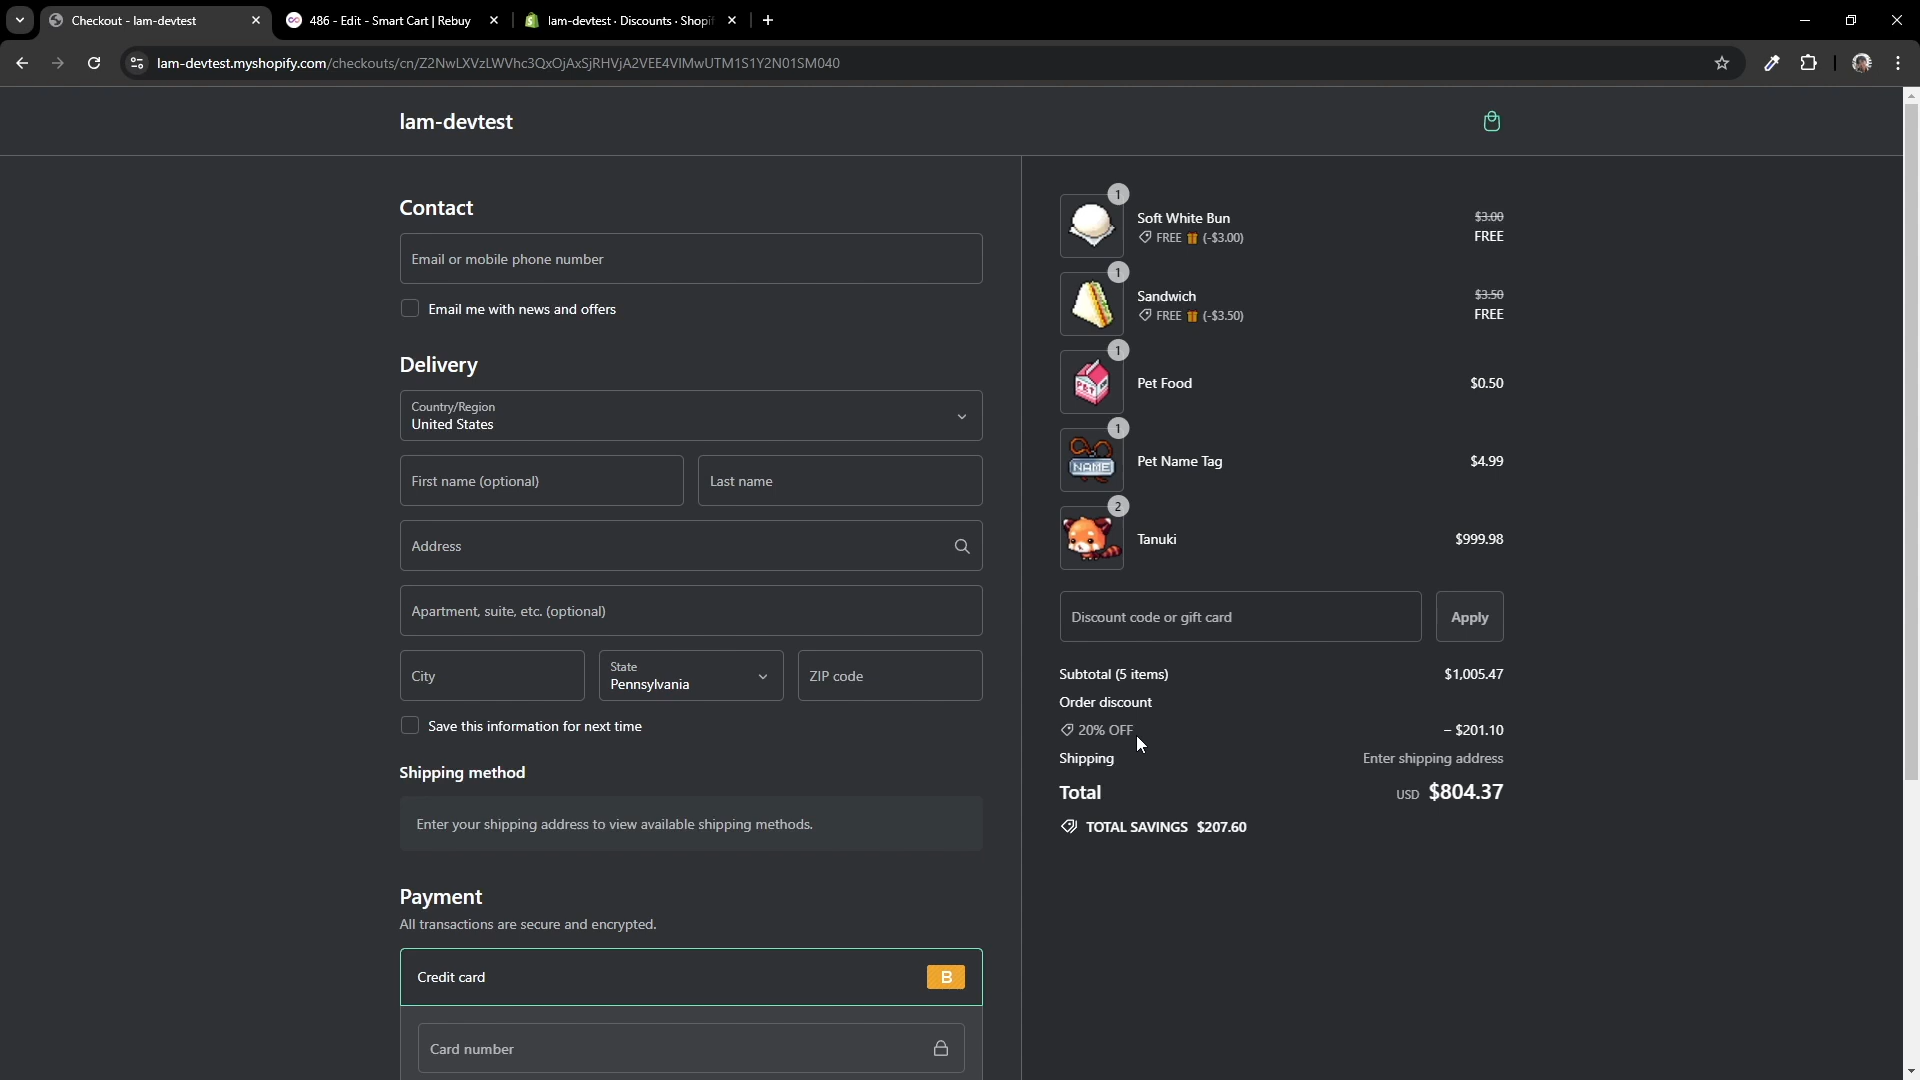 Checkout - lam-devtest
486 - Edit - Smart Cart | Rebuy
lam-devtest · Discounts · Shopif
lam-devtest.myshopify.com/checkouts/cn/Z2NwLXVzLWVhc3QxOjAxSjRHVjA2VEE4VlMwUTM1S1Y2N01SM040
lam-devtest
Contact
Email or mobile phone number
Email me with news and offers
Delivery
Country/Region
United States
First name (optional)
Last name
Address
Apartment, suite, etc. (optional)
City
State
Pennsylvania
ZIP code
Save this information for next time
Shipping method
Enter your shipping address to view available shipping methods.
Payment
All transactions are secure and encrypted.
Credit card
B
Card number
1
Soft White Bun
$3.00
FREE (-$3.00)
FREE
1
Sandwich
$3.50
FREE (-$3.50)
FREE
1
PET
Pet Food
$0.50
1
NAME
Pet Name Tag
$4.99
2
Tanuki
$999.98
Discount code or gift card
Apply
Subtotal (5 items)
$1,005.47
Order discount
20% OFF
− $201.10
Shipping
Enter shipping address
Total
USD $804.37
TOTAL SAVINGS $207.60